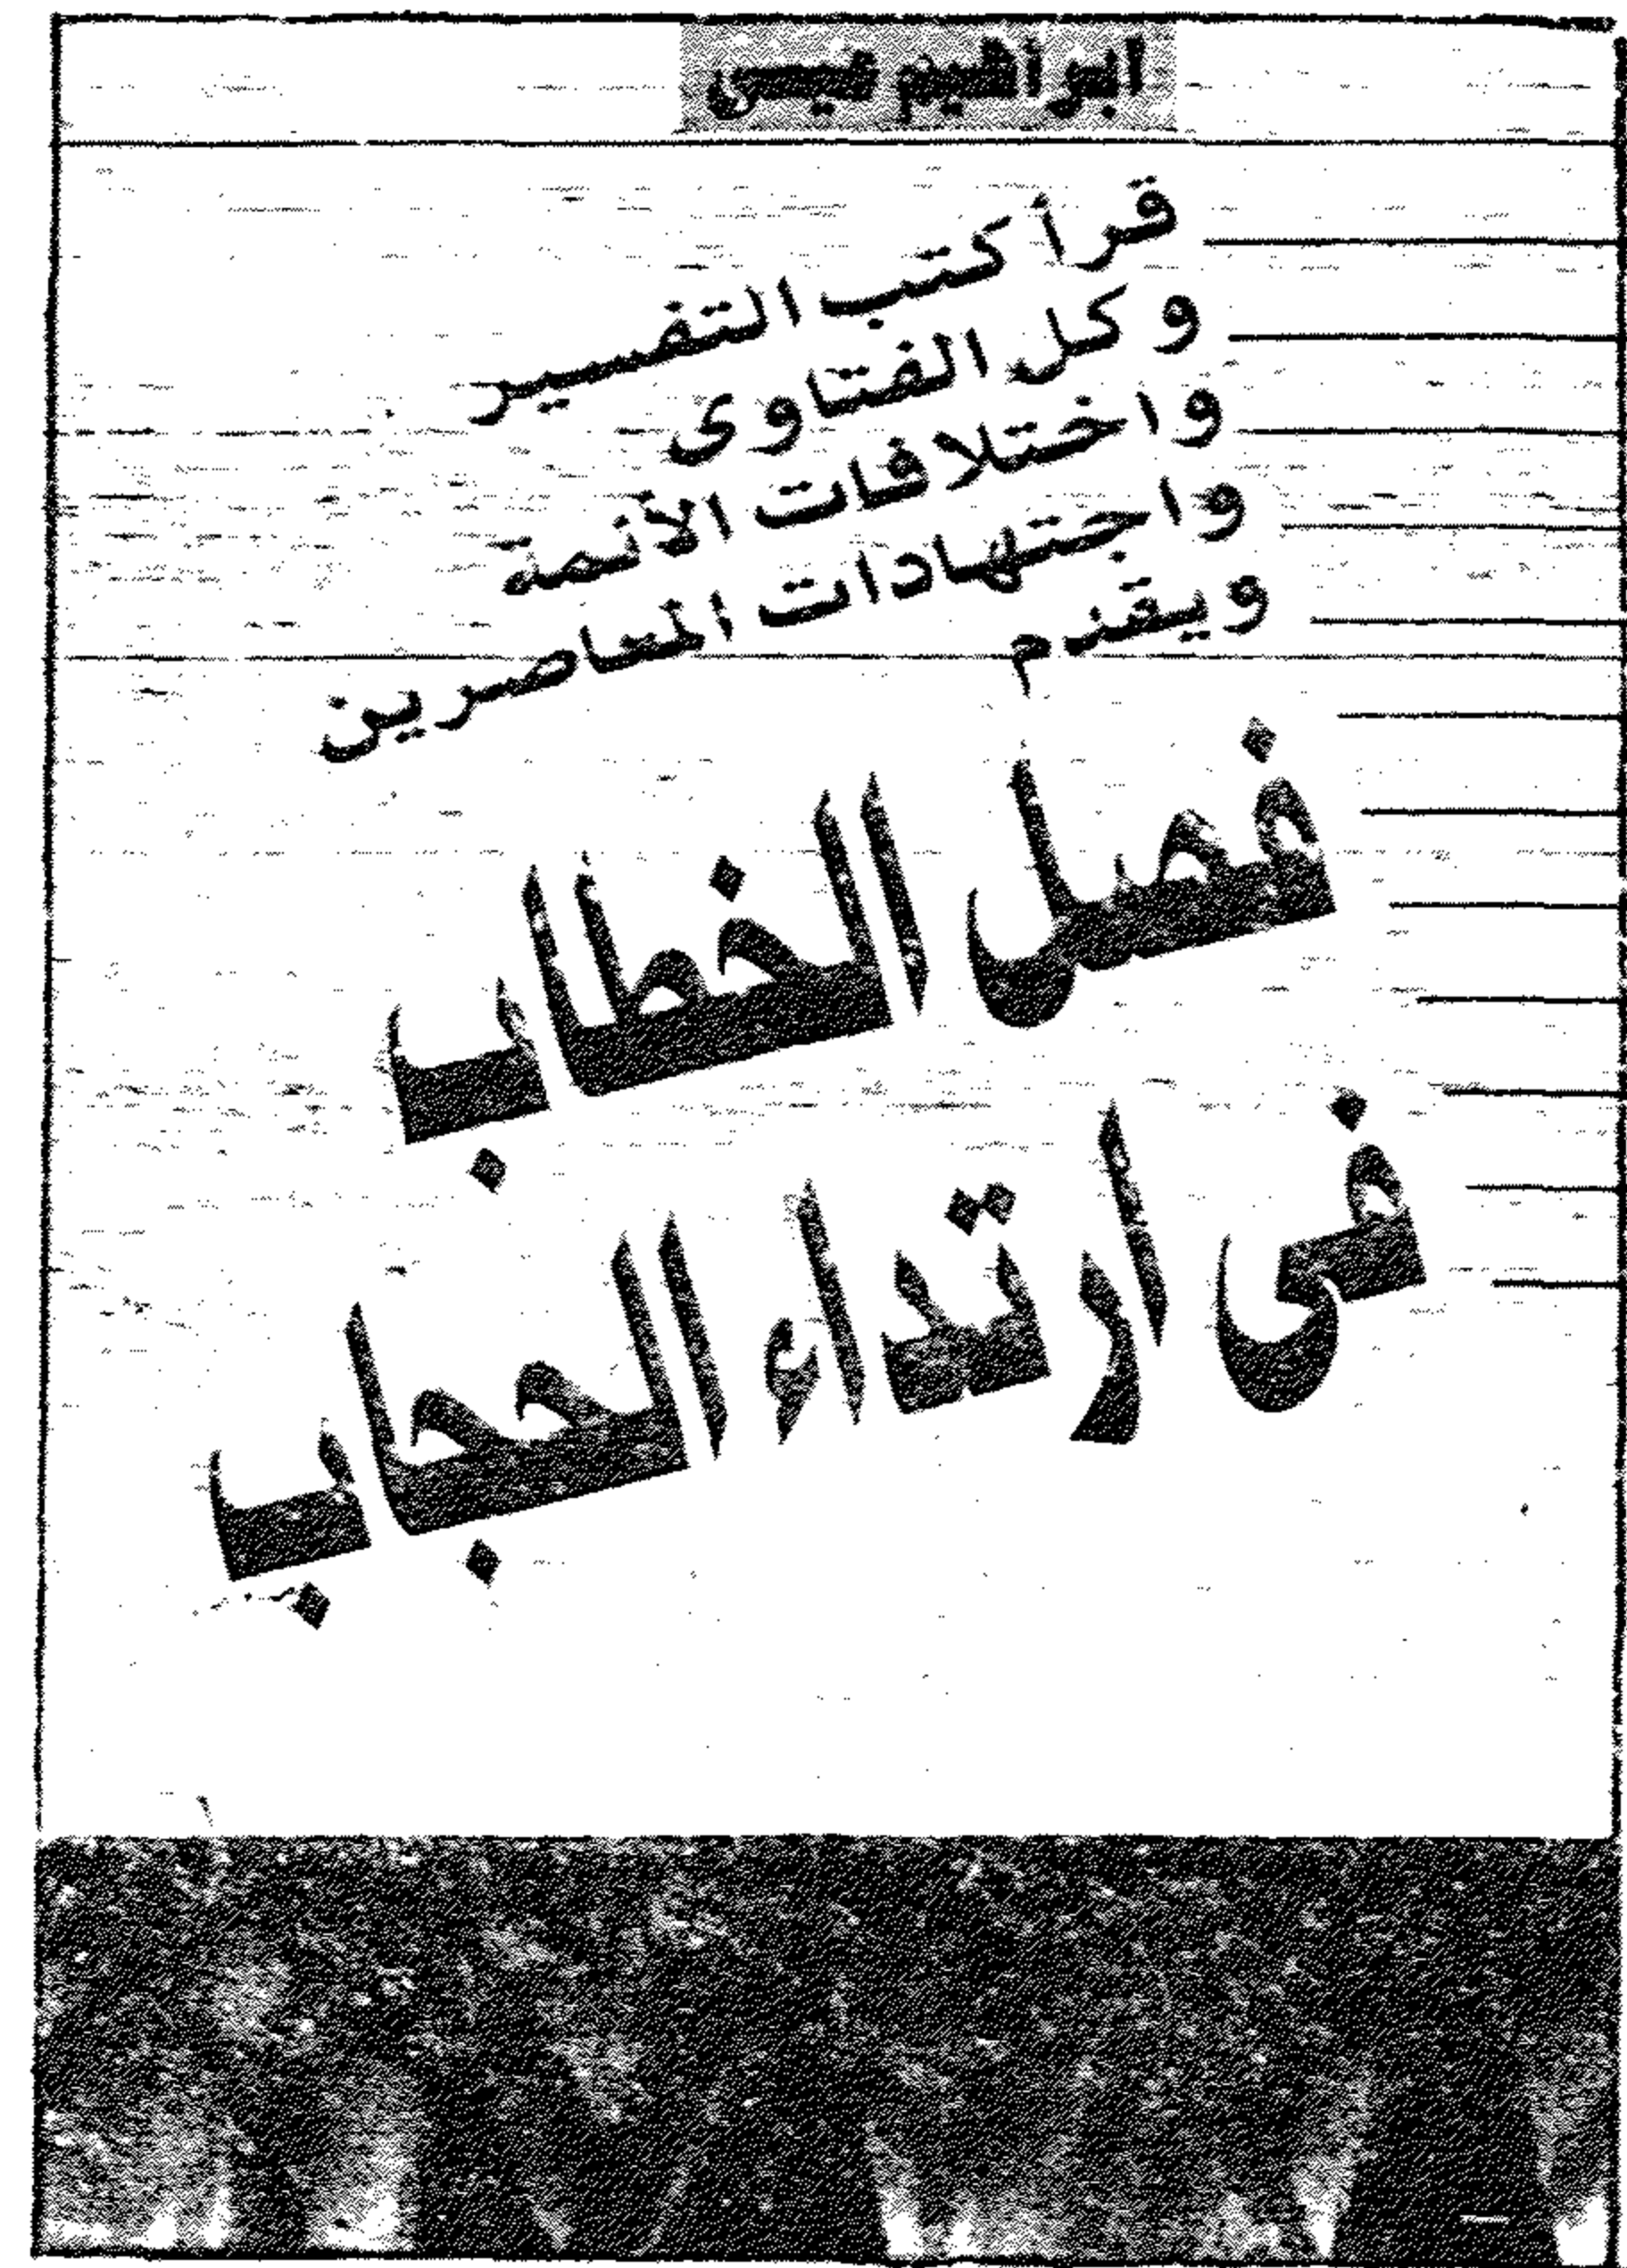 ابراهيم عيسى
قرأ كتب التفسير
وكل الفتاوى
واختلافات الأئمة
واجتهادات المعاصرين
ويقدم
فصل الخطاب
فى ارتداء الحجاب